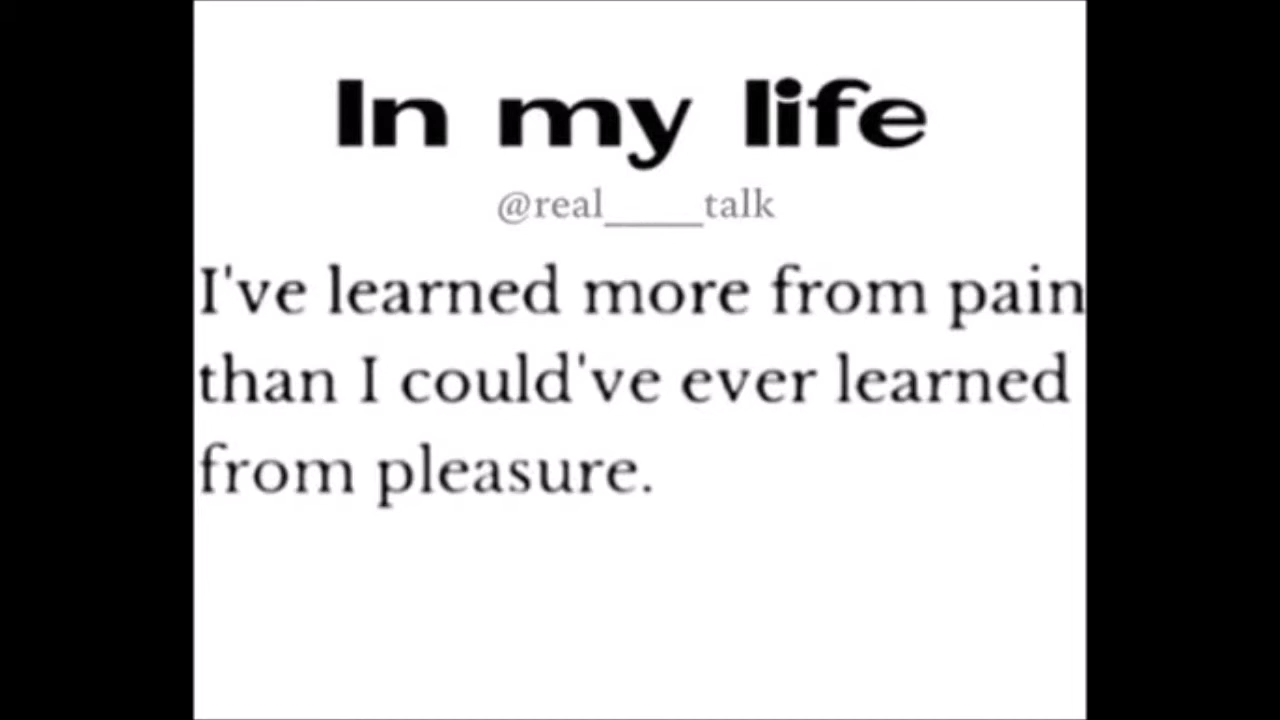 In my life
@real____talk
I've learned more from pain
than I could've ever learned
from pleasure.